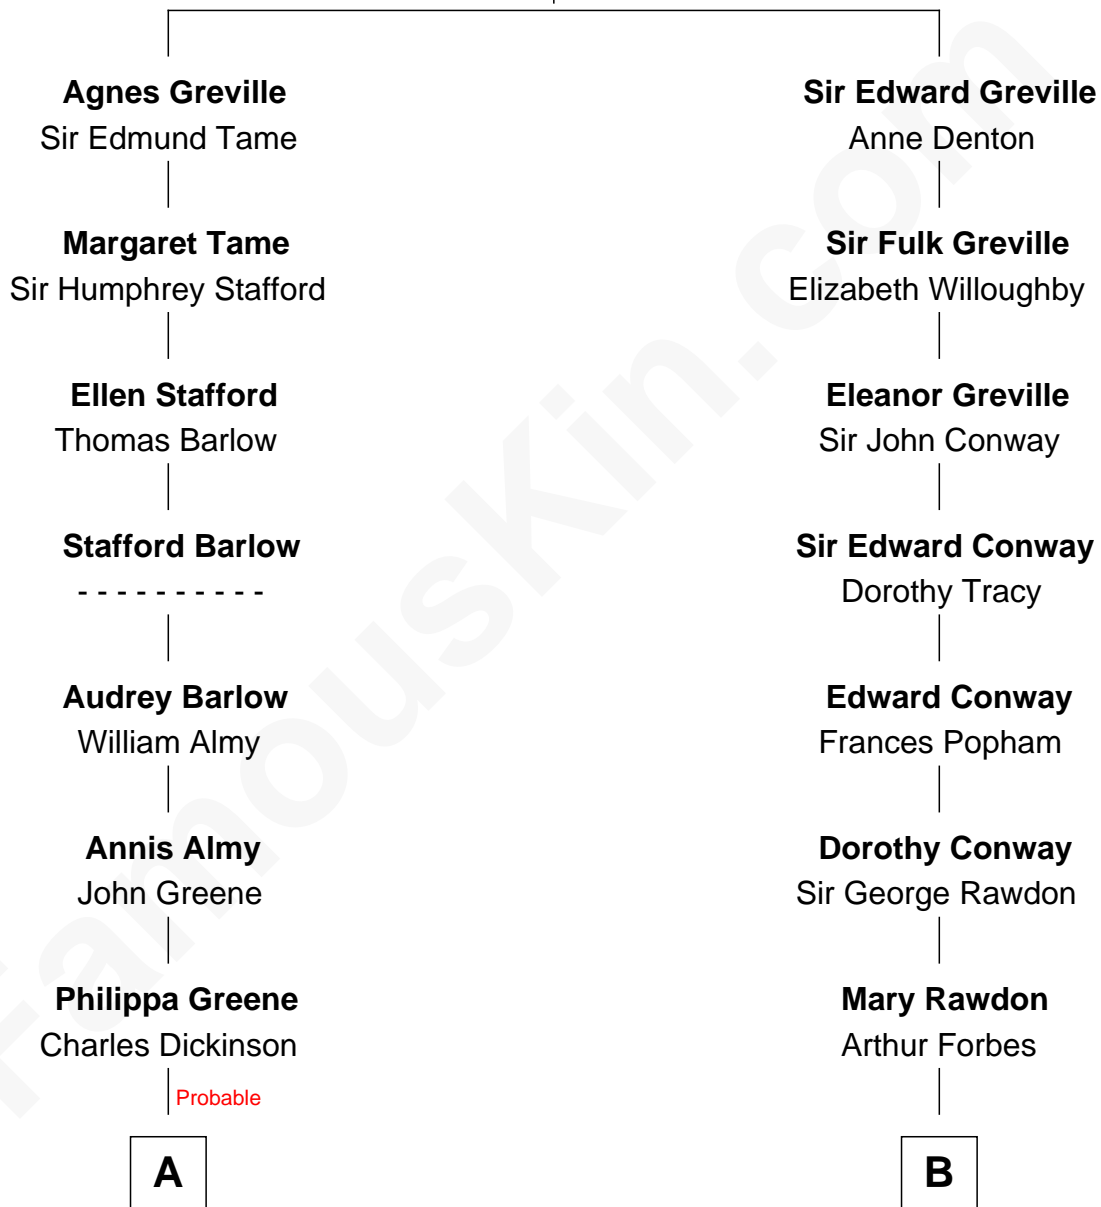 Agnes Greville
Sir Edmund Tame
Margaret Tame
Sir Humphrey Stafford
Ellen Stafford
Thomas Barlow
Stafford Barlow
- - - - - - - - - -
Audrey Barlow
William Almy
Annis Almy
John Greene
Philippa Greene
Charles Dickinson
Probable
A
Sir Edward Greville
Anne Denton
Sir Fulk Greville
Elizabeth Willoughby
Eleanor Greville
Sir John Conway
Sir Edward Conway
Dorothy Tracy
Edward Conway
Frances Popham
Dorothy Conway
Sir George Rawdon
Mary Rawdon
Arthur Forbes
B
FamousKin.com